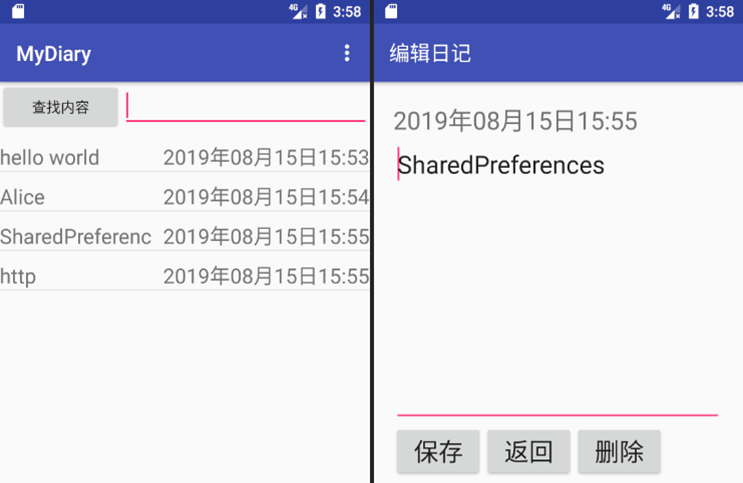 4G 3:58
MyDiary
查找内容
hello world 2019年08月15日15:53
Alice 2019年08月15日15:54
SharedPreferenc 2019年08月15日15:55
http 2019年08月15日15:55
4G 3:58
编辑日记
2019年08月15日15:55
SharedPreferences
保存 返回 删除